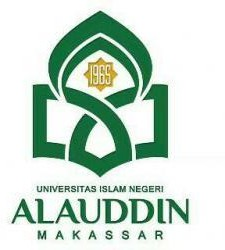 1965
UNIVERSITAS ISLAM NEGERI
ALAUDDIN
MAKASSAR